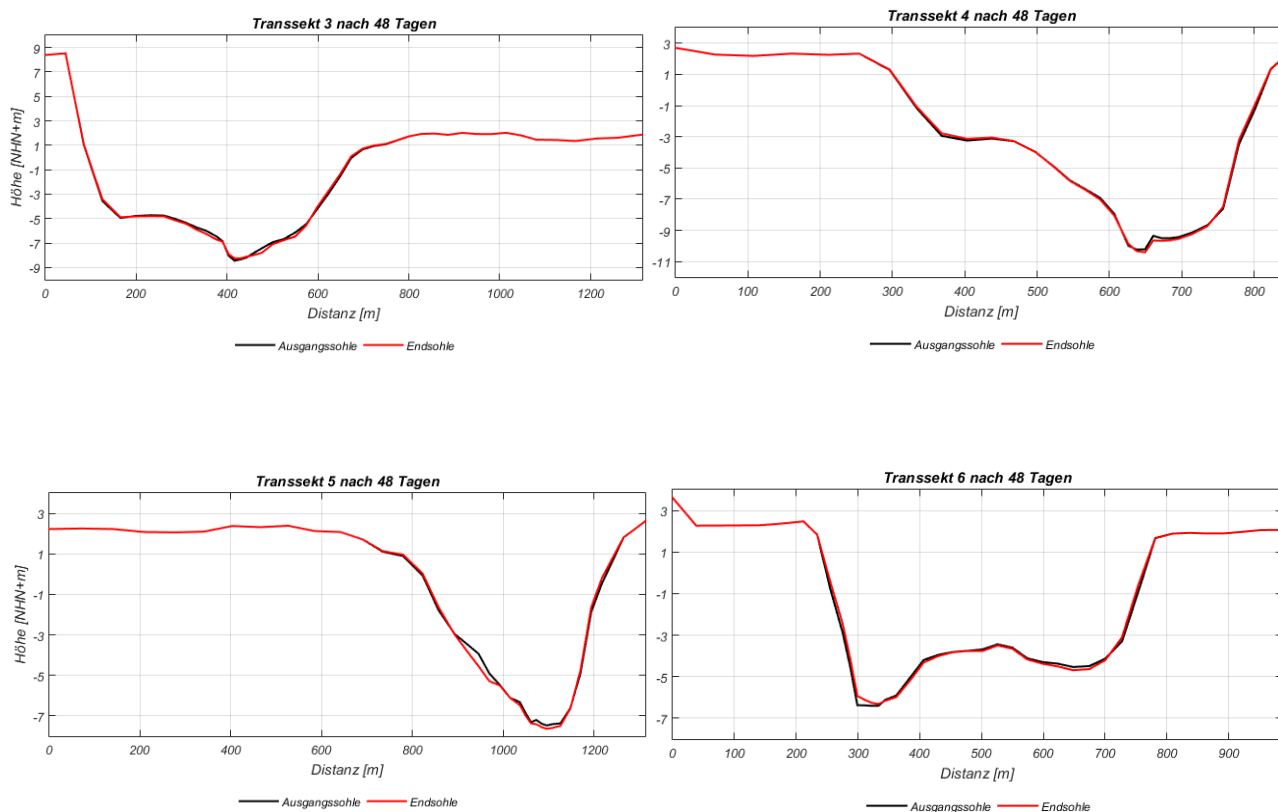 Transsekt 3 nach 48 Tagen
Höhe [NHN+m]
9
7
5
3
1
-1
-3
-5
-7
-9
0 200 400 600 800 1000 1200
Distanz [m]
Ausgangssohle Endsohle
Transsekt 4 nach 48 Tagen
3
1
-1
-3
-5
-7
-9
-11
0 100 200 300 400 500 600 700 800
Distanz [m]
Ausgangssohle Endsohle
Transsekt 5 nach 48 Tagen
Höhe [NHN+m]
3
1
-1
-3
-5
-7
0 200 400 600 800 1000 1200
Distanz [m]
Ausgangssohle Endsohle
Transsekt 6 nach 48 Tagen
3
1
-1
-3
-5
-7
0 100 200 300 400 500 600 700 800 900
Distanz [m]
Ausgangssohle Endsohle